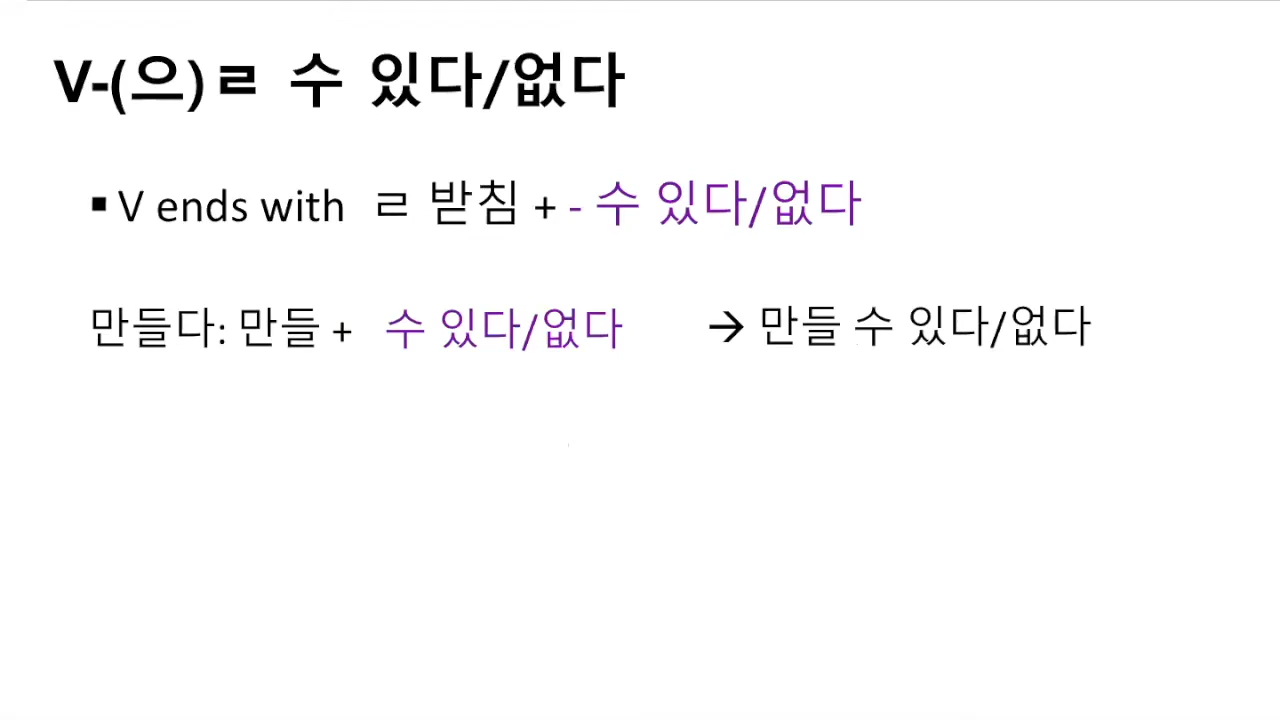 V-(으)ㄹ 수 있다/없다
▪ V ends with ㄹ 받침 + - 수 있다/없다
만들다: 만들 + 수 있다/없다 → 만들 수 있다/없다